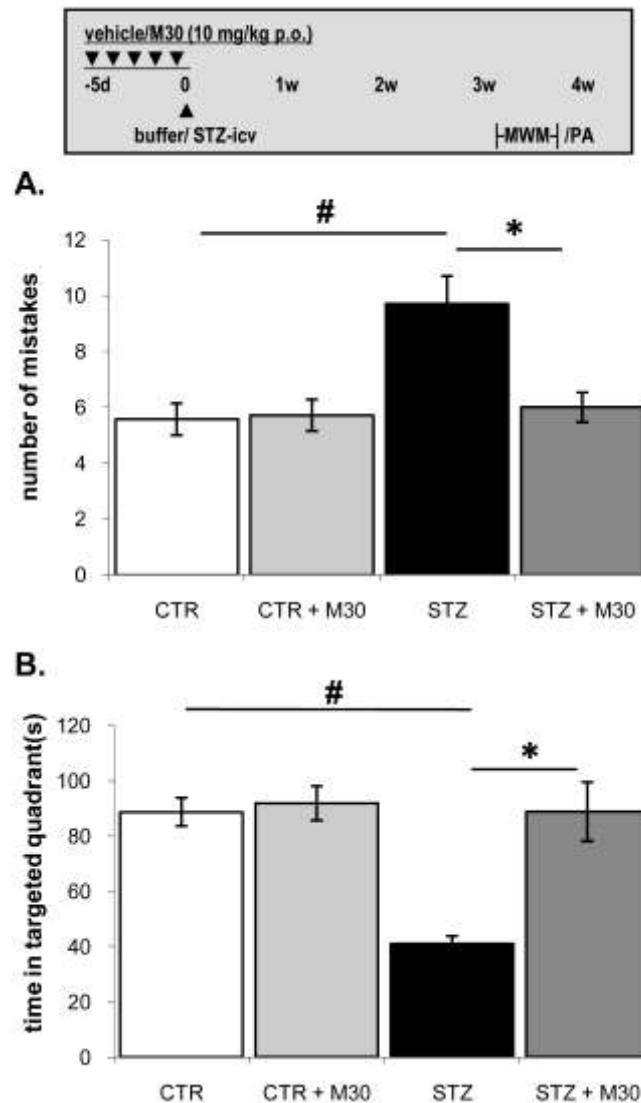 vehicle/M30 (10 mg/kg p.o.)
-5d 0 1w 2w 3w 4w
buffer/ STZ-icv MWM /PA
A.
# *
number of mistakes
12
10
8
6
4
2
0
CTR CTR + M30 STZ STZ + M30
B.
# *
time in targeted quadrant(s)
120
100
80
60
40
20
0
CTR CTR + M30 STZ STZ + M30